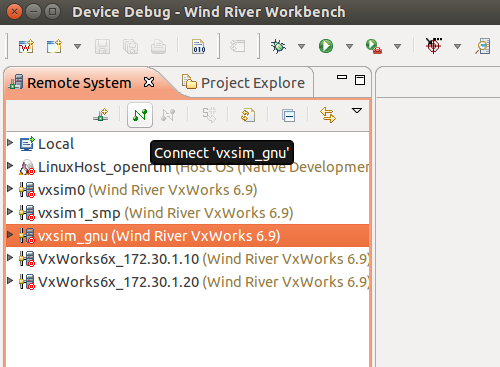 Device Debug - Wind River Workbench
010
Remote System
Project Explore
Connect 'vxsim_gnu'
Local
LinuxHost_openrtm (Host OS (Native Developmen
vxsim0 (Wind River VxWorks 6.9)
vxsim1_smp (Wind River VxWorks 6.9)
vxsim_gnu (Wind River VxWorks 6.9)
VxWorks6x_172.30.1.10 (Wind River VxWorks 6.9)
VxWorks6x_172.30.1.20 (Wind River VxWorks 6.9)